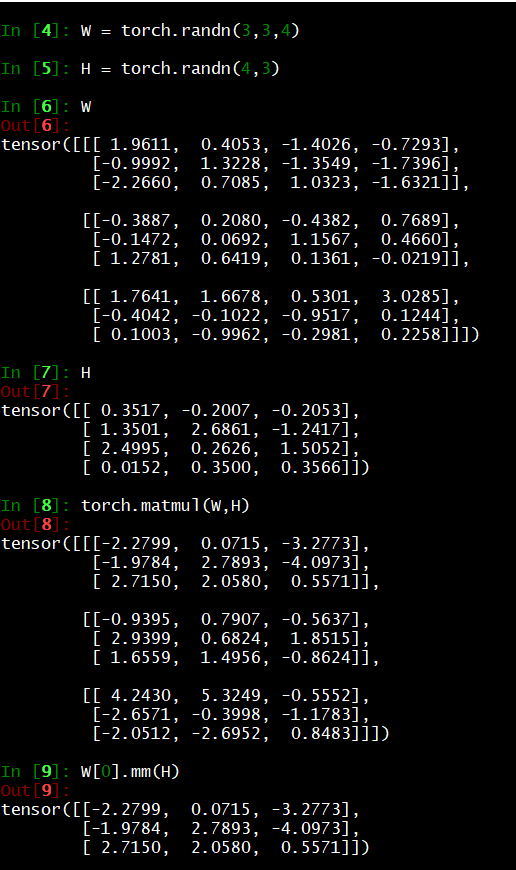 In [4]: W = torch.randn(3,3,4)
In [5]: H = torch.randn(4,3)
In [6]: W
Out[6]:
tensor([[[ 1.9611,  0.4053, -1.4026, -0.7293],
         [-0.9992,  1.3228, -1.3549, -1.7396],
         [-2.2660,  0.7085,  1.0323, -1.6321]],
        [[-0.3887,  0.2080, -0.4382,  0.7689],
         [-0.1472,  0.0692,  1.1567,  0.4660],
         [ 1.2781,  0.6419,  0.1361, -0.0219]],
        [[ 1.7641,  1.6678,  0.5301,  3.0285],
         [-0.4042, -0.1022, -0.9517,  0.1244],
         [ 0.1003, -0.9962, -0.2981,  0.2258]]])
In [7]: H
Out[7]:
tensor([[ 0.3517, -0.2007, -0.2053],
        [ 1.3501,  2.6861, -1.2417],
        [ 2.4995,  0.2626,  1.5052],
        [ 0.0152,  0.3500,  0.3566]])
In [8]: torch.matmul(W,H)
Out[8]:
tensor([[[-2.2799,  0.0715, -3.2773],
         [-1.9784,  2.7893, -4.0973],
         [ 2.7150,  2.0580,  0.5571]],
        [[-0.9395,  0.7907, -0.5637],
         [ 2.9399,  0.6824,  1.8515],
         [ 1.6559,  1.4956, -0.8624]],
        [[ 4.2430,  5.3249, -0.5552],
         [-2.6571, -0.3998, -1.1783],
         [-2.0512, -2.6952,  0.8483]]])
In [9]: W[0].mm(H)
Out[9]:
tensor([[-2.2799,  0.0715, -3.2773],
        [-1.9784,  2.7893, -4.0973],
        [ 2.7150,  2.0580,  0.5571]])